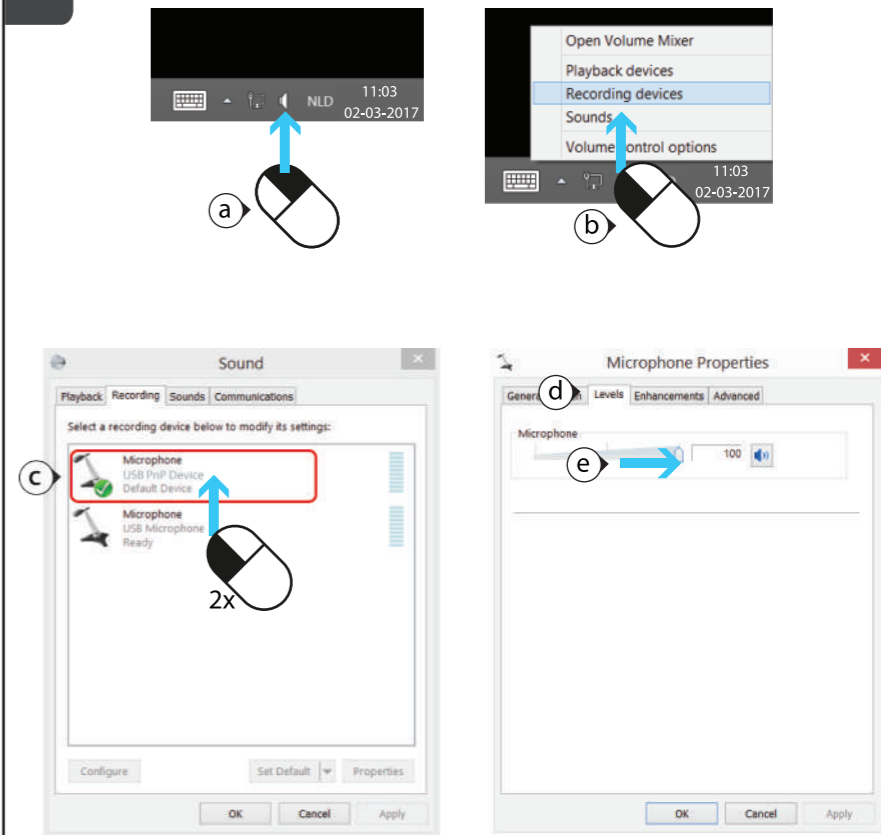 NLD
11:03
02-03-2017
a
Open Volume Mixer
Playback devices
Recording devices
Sounds
Volume control options
11:03
02-03-2017
b
Sound
Playback Recording Sounds Communications
Select a recording device below to modify its settings:
c
Microphone
USB PnP Device
Default Device
Microphone
USB Microphone
Ready
2x
Configure Set Default Properties
OK Cancel Apply
Microphone Properties
d Levels Enhancements Advanced
Microphone
e 100
OK Cancel Apply